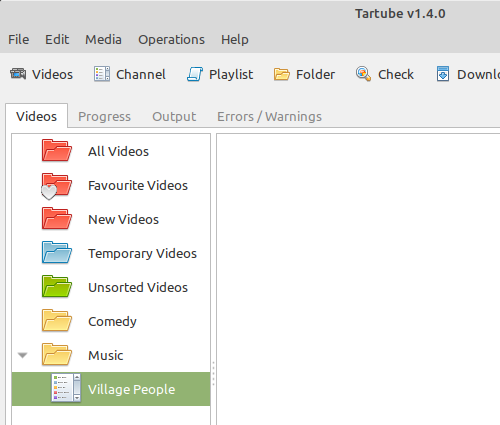 Tartube v1.4.0
File Edit Media Operations Help
Videos Channel Playlist Folder Check
Videos Progress Output Errors / Warnings
All Videos
Favourite Videos
New Videos
Temporary Videos
Unsorted Videos
Comedy
Music
Village People